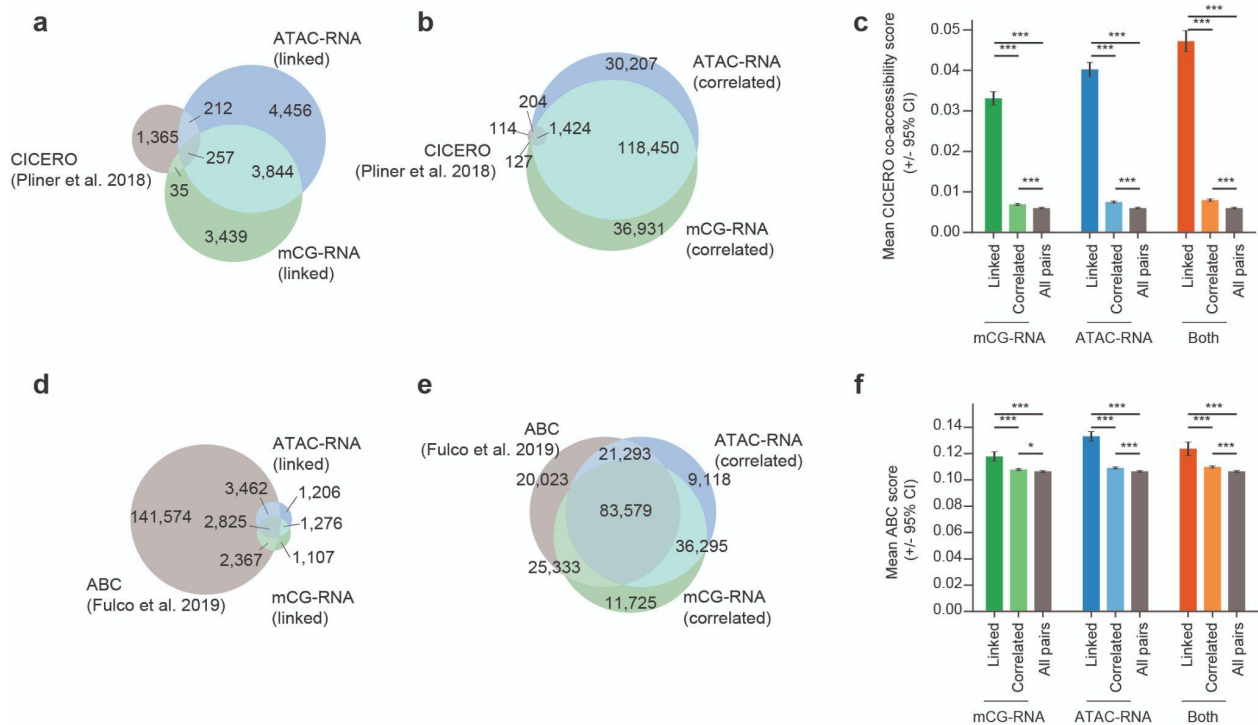 a
ATAC-RNA
(linked)
212
4,456
1,365
257
CICERO
(Pliner et al. 2018)
3,844
35
3,439
mCG-RNA
(linked)
b
ATAC-RNA
(correlated)
30,207
204
114
1,424
CICERO
(Pliner et al. 2018)
118,450
127
36,931
mCG-RNA
(correlated)
c
Mean CICERO co-accessibility score
(+/- 95% CI)
0.05
0.04
0.03
0.02
0.01
0.00
***
***
***
***
***
***
***
***
***
Linked
Correlated
All pairs
Linked
Correlated
All pairs
Linked
Correlated
All pairs
mCG-RNA
ATAC-RNA
Both
d
ATAC-RNA
(linked)
3,462
1,206
141,574
2,825
1,276
2,367
1,107
ABC
(Fulco et al. 2019)
mCG-RNA
(linked)
e
ABC
(Fulco et al. 2019)
ATAC-RNA
(correlated)
21,293
20,023
9,118
83,579
36,295
25,333
11,725
mCG-RNA
(correlated)
f
Mean ABC score
(+/- 95% CI)
0.14
0.12
0.10
0.08
0.06
0.04
0.02
0.00
***
***
*
***
***
***
***
***
***
Linked
Correlated
All pairs
Linked
Correlated
All pairs
Linked
Correlated
All pairs
mCG-RNA
ATAC-RNA
Both